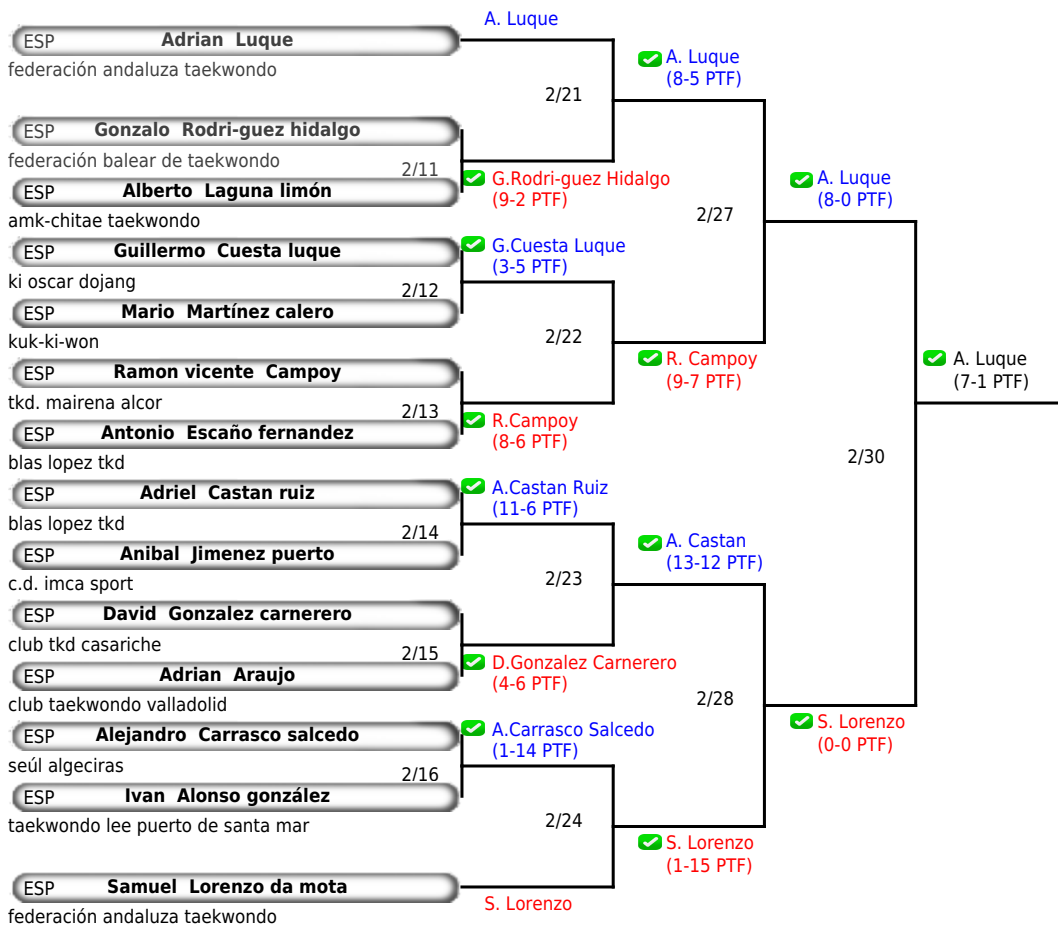 A. Luque
ESP Adrian Luque
federación andaluza taekwondo
A. Luque
(8-5 PTF)
2/21
ESP Gonzalo Rodri-guez hidalgo
federación balear de taekwondo
2/11
ESP Alberto Laguna limón
G.Rodri-guez Hidalgo
(9-2 PTF)
A. Luque
(8-0 PTF)
amk-chitae taekwondo
2/27
ESP Guillermo Cuesta luque
G.Cuesta Luque
(3-5 PTF)
ki oscar dojang
2/12
ESP Mario Martínez calero
kuk-ki-won
2/22
ESP Ramon vicente Campoy
R. Campoy
(9-7 PTF)
A. Luque
(7-1 PTF)
tkd. mairena alcor
2/13
ESP Antonio Escaño fernandez
R.Campoy
(8-6 PTF)
blas lopez tkd
2/30
ESP Adriel Castan ruiz
A.Castan Ruiz
(11-6 PTF)
blas lopez tkd
2/14
ESP Anibal Jimenez puerto
A. Castan
(13-12 PTF)
c.d. imca sport
2/23
ESP David Gonzalez carnerero
club tkd casariche
2/15
ESP Adrian Araujo
D.Gonzalez Carnerero
(4-6 PTF)
club taekwondo valladolid
2/28
ESP Alejandro Carrasco salcedo
A.Carrasco Salcedo
(1-14 PTF)
S. Lorenzo
(0-0 PTF)
seúl algeciras
2/16
ESP Ivan Alonso gonzález
taekwondo lee puerto de santa mar
2/24
S. Lorenzo
(1-15 PTF)
ESP Samuel Lorenzo da mota
S. Lorenzo
federación andaluza taekwondo